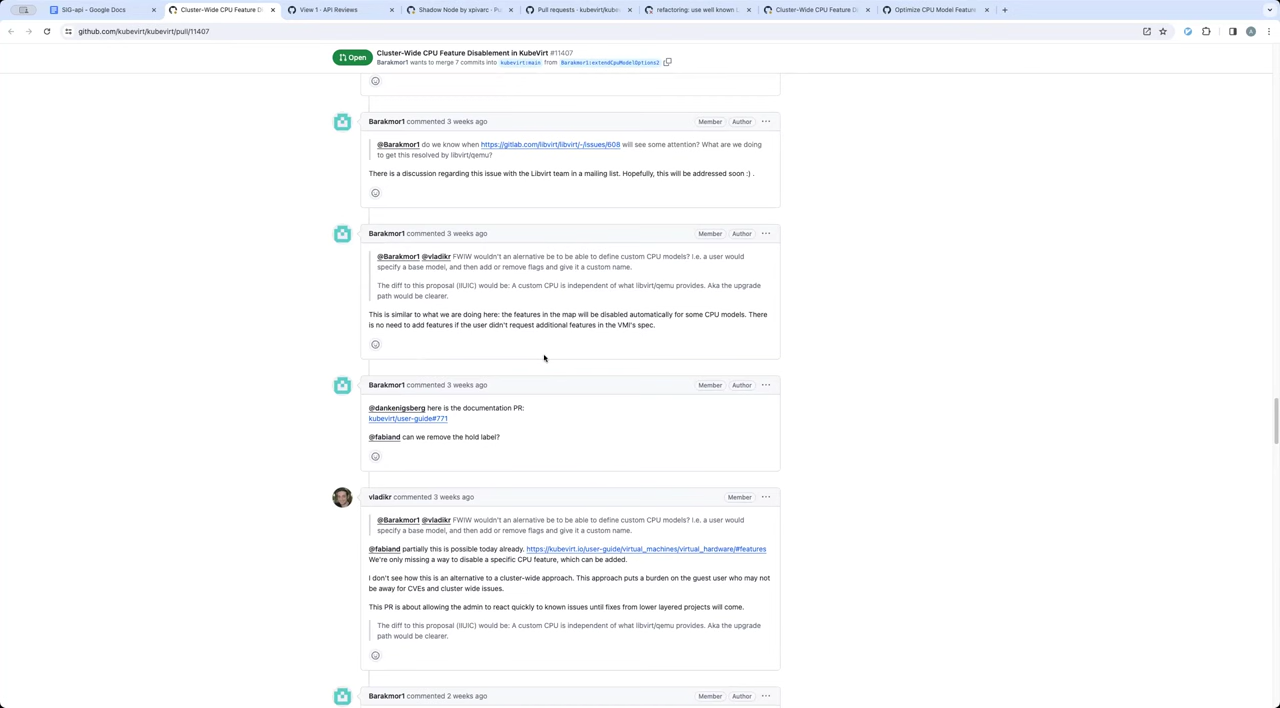 SIG-api - Google Docs
Cluster-Wide CPU Feature Di
View 1 · API Reviews
Shadow Node by xpivarc · Pu
Pull requests · kubevirt/kube
refactoring: use well known L
Cluster-Wide CPU Feature Di
Optimize CPU Model Feature
github.com/kubevirt/kubevirt/pull/11407
Open
Cluster-Wide CPU Feature Disablement in KubeVirt #11407
Barakmor1 wants to merge 7 commits into kubevirt:main from Barakmor1:extendCpuModelOptions2
Barakmor1 commented 3 weeks ago
Member Author
@Barakmor1 do we know when https://gitlab.com/libvirt/libvirt/-/issues/608 will see some attention? What are we doing
to get this resolved by libvirt/qemu?
There is a discussion regarding this issue with the Libvirt team in a mailing list. Hopefully, this will be addressed soon :) .
Barakmor1 commented 3 weeks ago
Member Author
@Barakmor1 @vladikr FWIW wouldn't an alernative be to be able to define custom CPU models? I.e. a user would
specify a base model, and then add or remove flags and give it a custom name.
The diff to this proposal (IIUIC) would be: A custom CPU is independent of what libvirt/qemu provides. Aka the upgrade
path would be clearer.
This is similar to what we are doing here: the features in the map will be disabled automatically for some CPU models. There
is no need to add features if the user didn't request additional features in the VMI's spec.
Barakmor1 commented 3 weeks ago
Member Author
@dankenigsberg here is the documentation PR:
kubevirt/user-guide#771
@fabiand can we remove the hold label?
vladikr commented 3 weeks ago
Member
@Barakmor1 @vladikr FWIW wouldn't an alernative be to be able to define custom CPU models? I.e. a user would
specify a base model, and then add or remove flags and give it a custom name.
@fabiand partially this is possible today already. https://kubevirt.io/user-guide/virtual_machines/virtual_hardware/#features
We're only missing a way to disable a specific CPU feature, which can be added.
I don't see how this is an alternative to a cluster-wide approach. This approach puts a burden on the guest user who may not
be away for CVEs and cluster wide issues.
This PR is about allowing the admin to react quickly to known issues until fixes from lower layered projects will come.
The diff to this proposal (IIUIC) would be: A custom CPU is independent of what libvirt/qemu provides. Aka the upgrade
path would be clearer.
Barakmor1 commented 2 weeks ago
Member Author